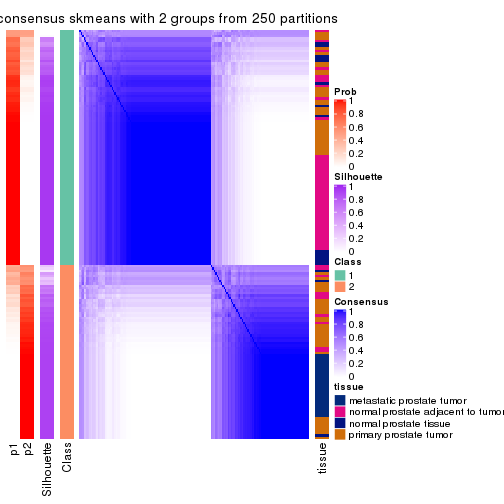 consensus skmeans with 2 groups from 250 partitions
Prob
1
0.8
0.6
0.4
0.2
0
Silhouette
1
0.8
0.6
0.4
0.2
0
Class
1
2
Consensus
1
0.8
0.6
0.4
0.2
0
tissue
metastatic prostate tumor
normal prostate adjacent to tumor
normal prostate tissue
primary prostate tumor
p1
p2
Silhouette
Class
tissue